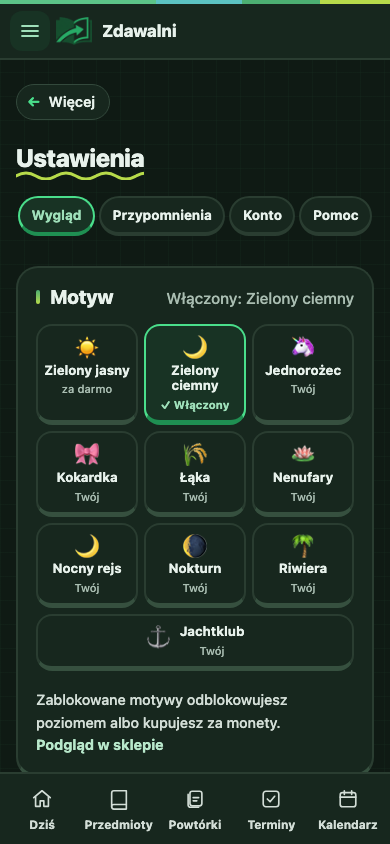 Zdawalni
← Więcej
Ustawienia
Wygląd Przypomnienia Konto Pomoc
Motyw Włączony: Zielony ciemny
Zielony jasny
za darmo
Zielony
ciemny
✓ Włączony
Jednorożec
Twój
Kokardka
Twój
Łąka
Twój
Nenufary
Twój
Nocny rejs
Twój
Nokturn
Twój
Riwiera
Twój
Jachtklub
Twój
Zablokowane motywy odblokowujesz
poziomem albo kupujesz za monety.
Podgląd w sklepie
Dziś Przedmioty Powtórki Terminy Kalendarz